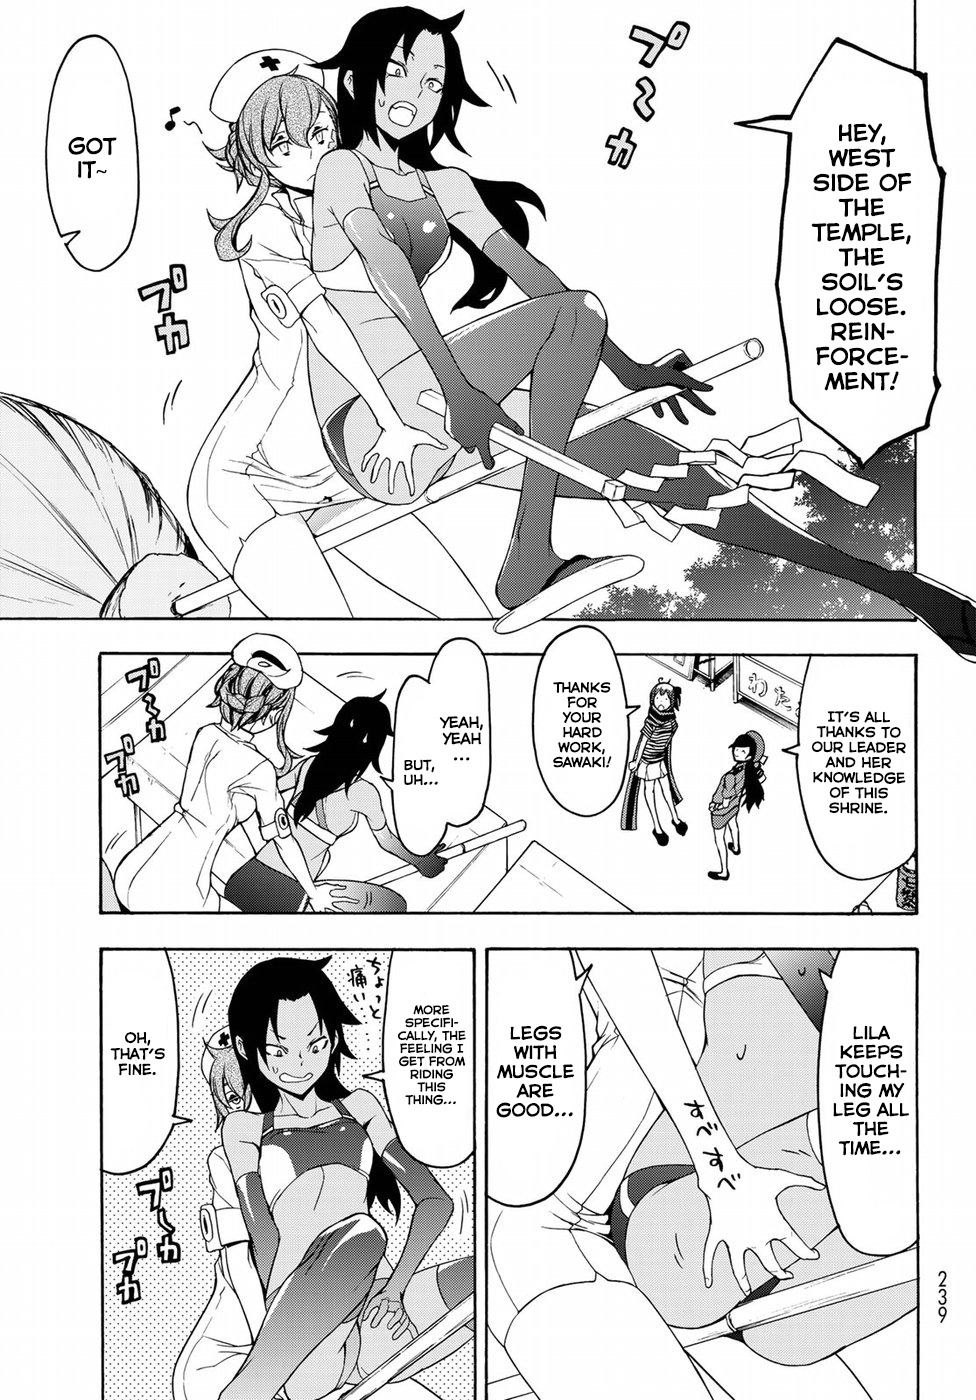 HEY,
WEST
SIDE OF
THE
TEMPLE,
THE
SOIL'S
LOOSE.
REIN-
FORCE-
MENT!
プ
〜
カ
GOT
IT~
プ
カ
IT'S ALL
THANKS TO
OUR LEADER
AND HER
KNOWLEDGE
OF THIS
SHRINE.
わた
THANKS
FOR
YOUR
HARD
WORK,
SAWAKI!
YEAH,
YEAH
...
BUT,
UH...
プ
〜
カ
プ
カ
LILA
KEEPS
TOUCH-
ING MY
LEG ALL
THE
TIME...
LEGS
WITH
MUSCLE
ARE
GOOD...
すべすべ
MORE
SPECIFI-
CALLY, THE
FEELING I
GET FROM
RIDING
THIS
THING...
ちょっと
痛い
OH,
THAT'S
FINE.
プ
〜
カ
プ
カ
239